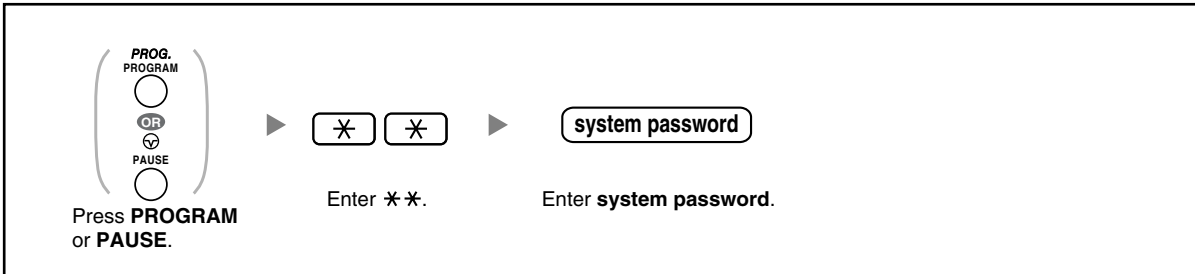 PROG.
PROGRAM
OR
PAUSE
Press PROGRAM
or PAUSE.
* *
Enter **.
system password
Enter system password.